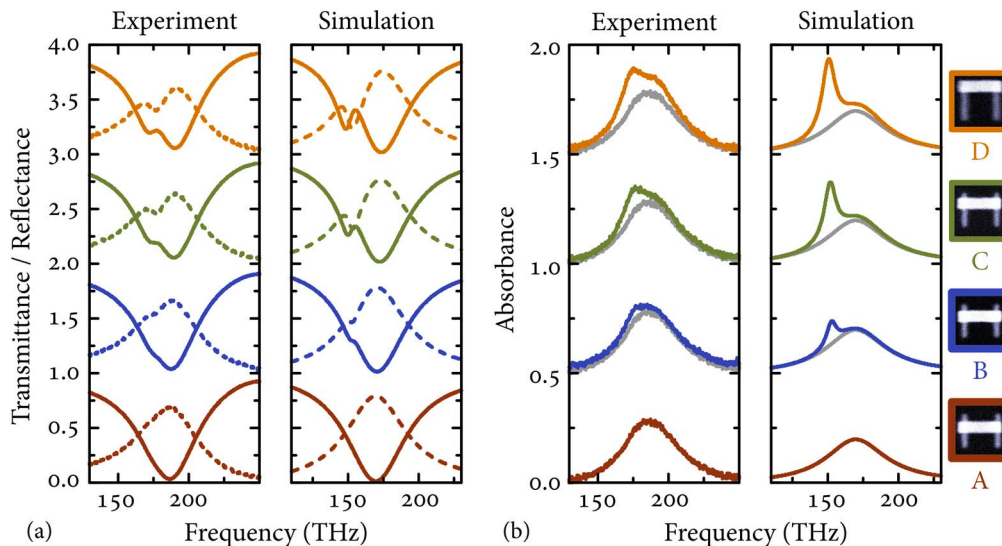 Experiment Simulation Experiment Simulation
4.0 2.0
3.5
D
3.0 1.5
2.5
C
2.0 1.0
1.5
B
1.0 0.5
0.5
A
0.0 0.0
150 200 150 200 150 200 150 200
Transmittance / Reflectance
Absorbance
(a) Frequency (THz) (b) Frequency (THz)